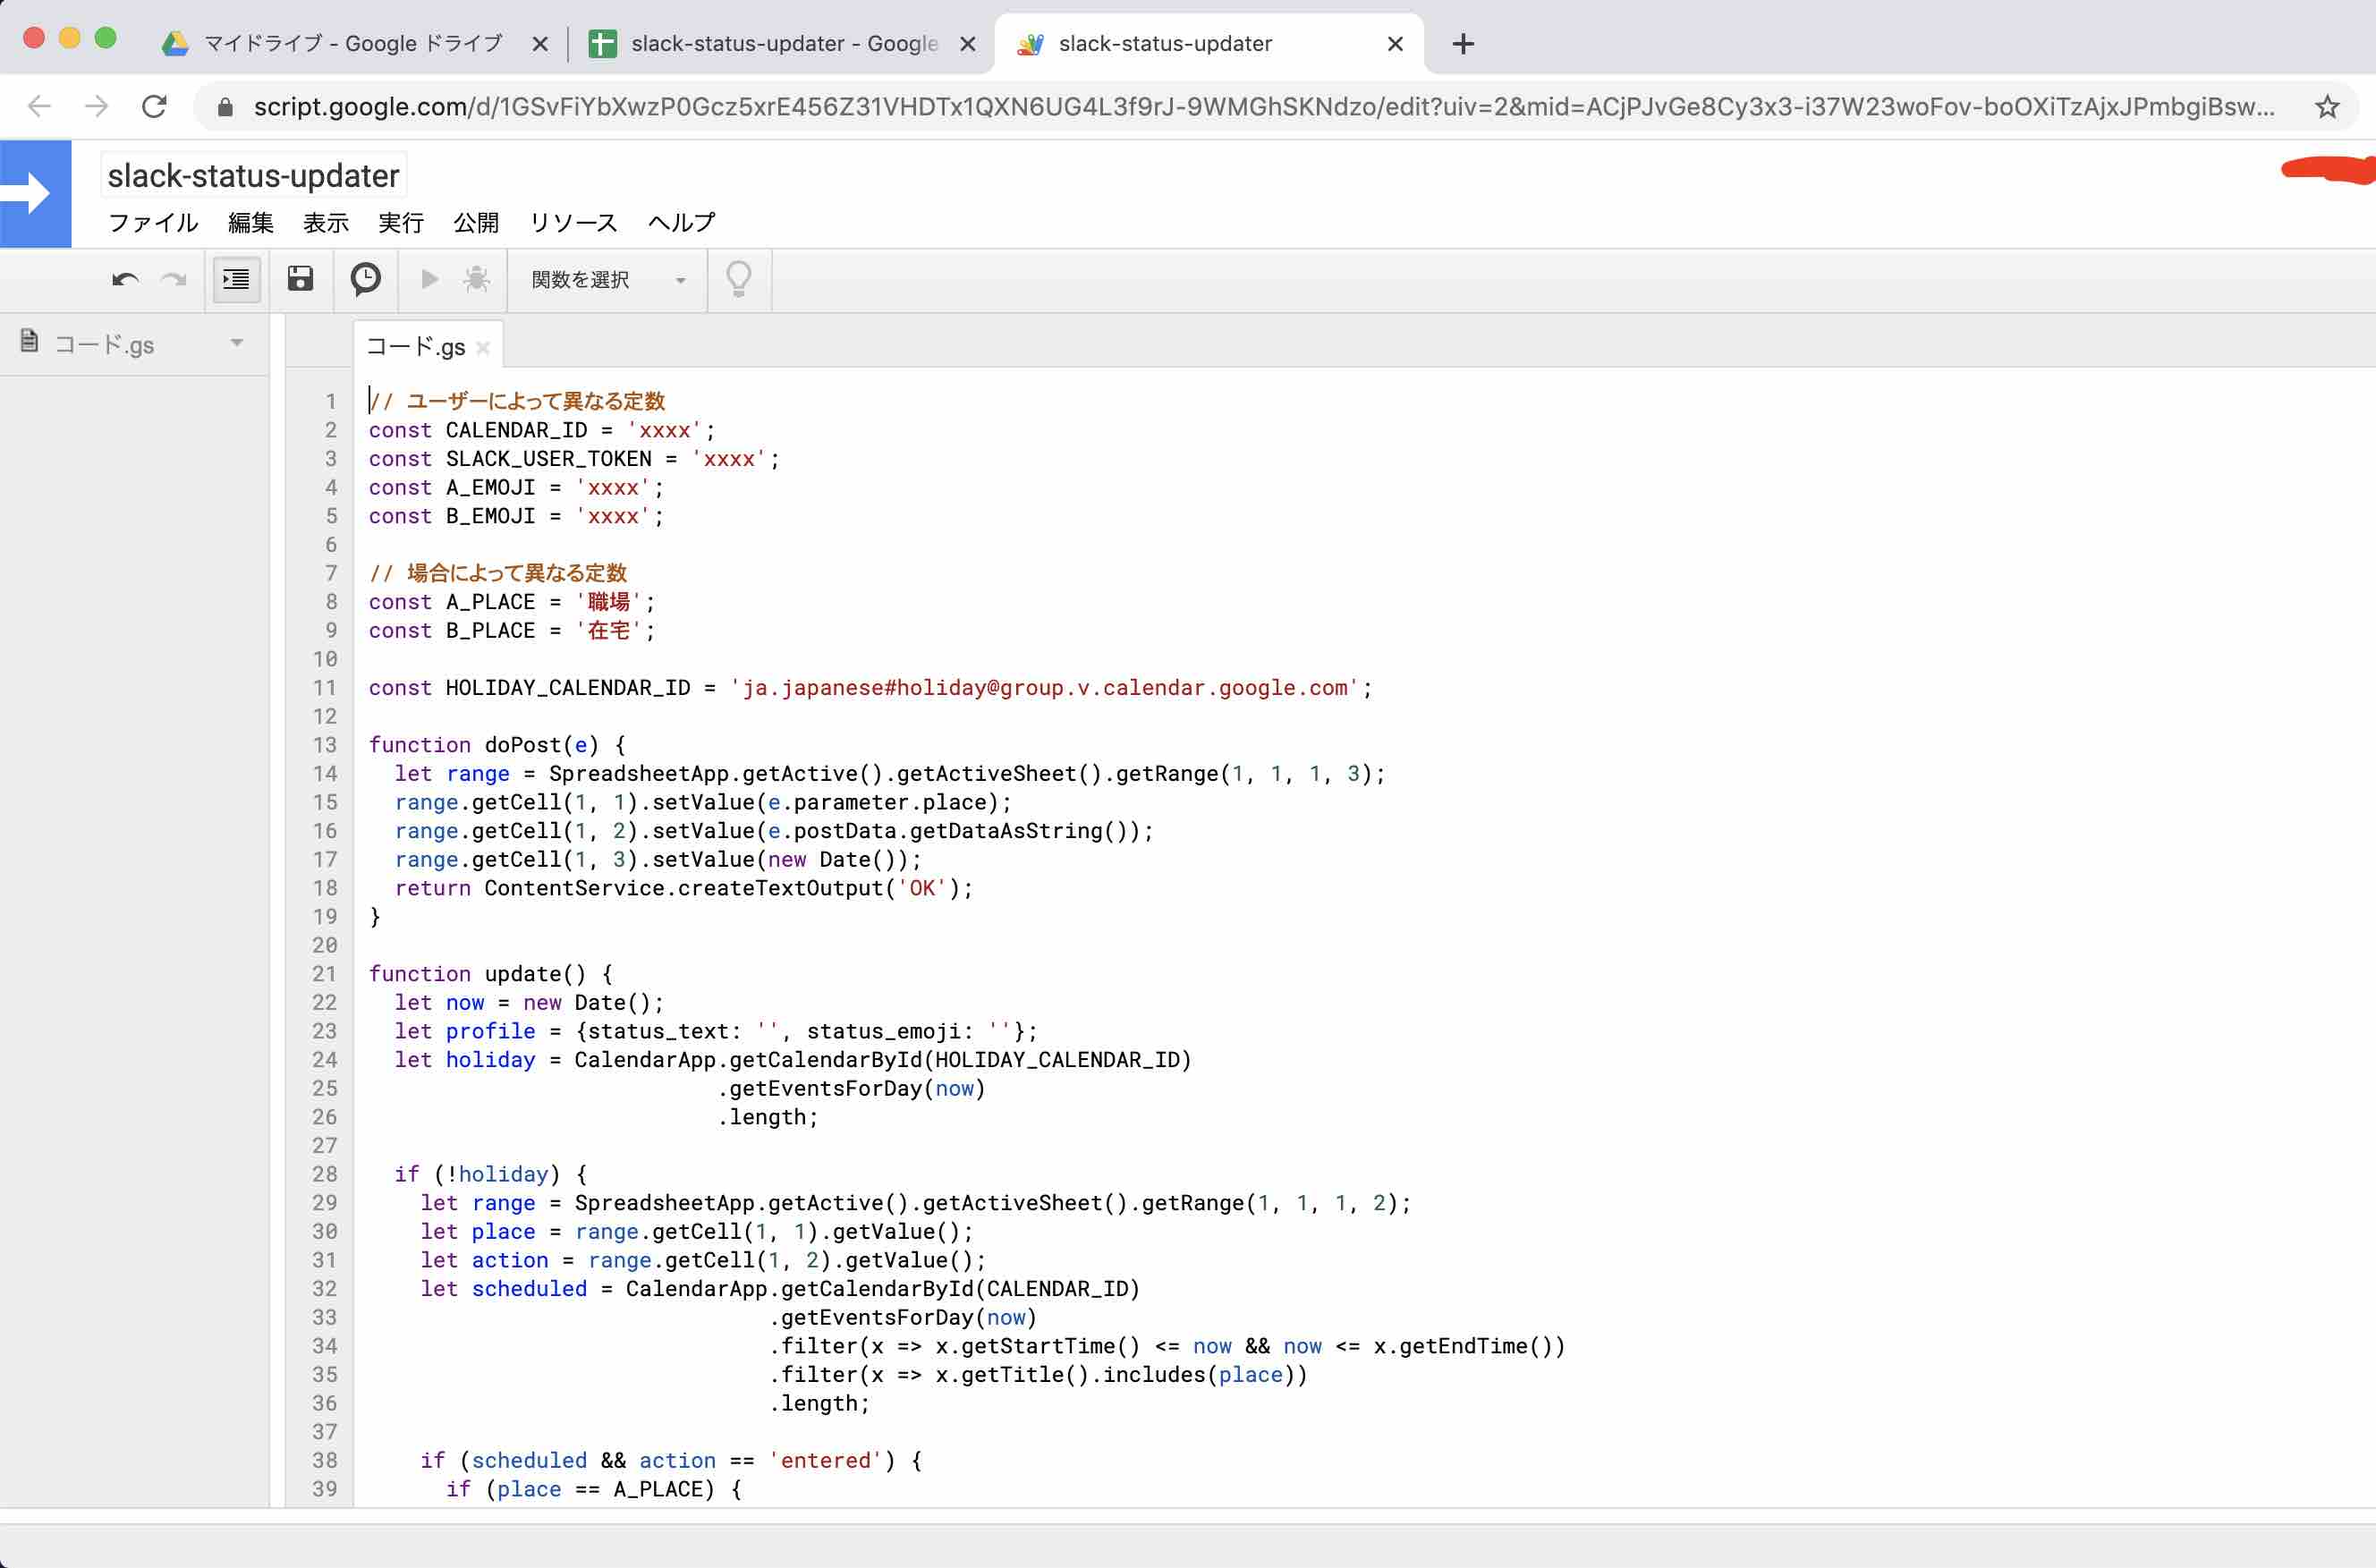 マイドライブ - Google ドライブ
slack-status-updater - Google
slack-status-updater
script.google.com/d/1GSvFiYbXwzP0Gcz5xrE456Z31VHDTx1QXN6UG4L3f9rJ-9WMGhSKNdzo/edit?uiv=2&mid=ACjPJvGe8Cy3x3-i37W23woFov-boOXiTzAjxJPmbgiBsw...
slack-status-updater
ファイル 編集 表示 実行 公開 リソース ヘルプ
関数を選択
コード.gs
コード.gs
1 // ユーザーによって異なる定数
2 const CALENDAR_ID = 'xxxx';
3 const SLACK_USER_TOKEN = 'xxxx';
4 const A_EMOJI = 'xxxx';
5 const B_EMOJI = 'xxxx';
6
7 // 場合によって異なる定数
8 const A_PLACE = '職場';
9 const B_PLACE = '在宅';
10
11 const HOLIDAY_CALENDAR_ID = 'ja.japanese#holiday@group.v.calendar.google.com';
12
13 function doPost(e) {
14 let range = SpreadsheetApp.getActive().getActiveSheet().getRange(1, 1, 1, 3);
15 range.getCell(1, 1).setValue(e.parameter.place);
16 range.getCell(1, 2).setValue(e.postData.getDataAsString());
17 range.getCell(1, 3).setValue(new Date());
18 return ContentService.createTextOutput('OK');
19 }
20
21 function update() {
22 let now = new Date();
23 let profile = {status_text: '', status_emoji: ''};
24 let holiday = CalendarApp.getCalendarById(HOLIDAY_CALENDAR_ID)
25 .getEventsForDay(now)
26 .length;
27
28 if (!holiday) {
29 let range = SpreadsheetApp.getActive().getActiveSheet().getRange(1, 1, 1, 2);
30 let place = range.getCell(1, 1).getValue();
31 let action = range.getCell(1, 2).getValue();
32 let scheduled = CalendarApp.getCalendarById(CALENDAR_ID)
33 .getEventsForDay(now)
34 .filter(x => x.getStartTime() <= now && now <= x.getEndTime())
35 .filter(x => x.getTitle().includes(place))
36 .length;
37
38 if (scheduled && action == 'entered') {
39 if (place == A_PLACE) {